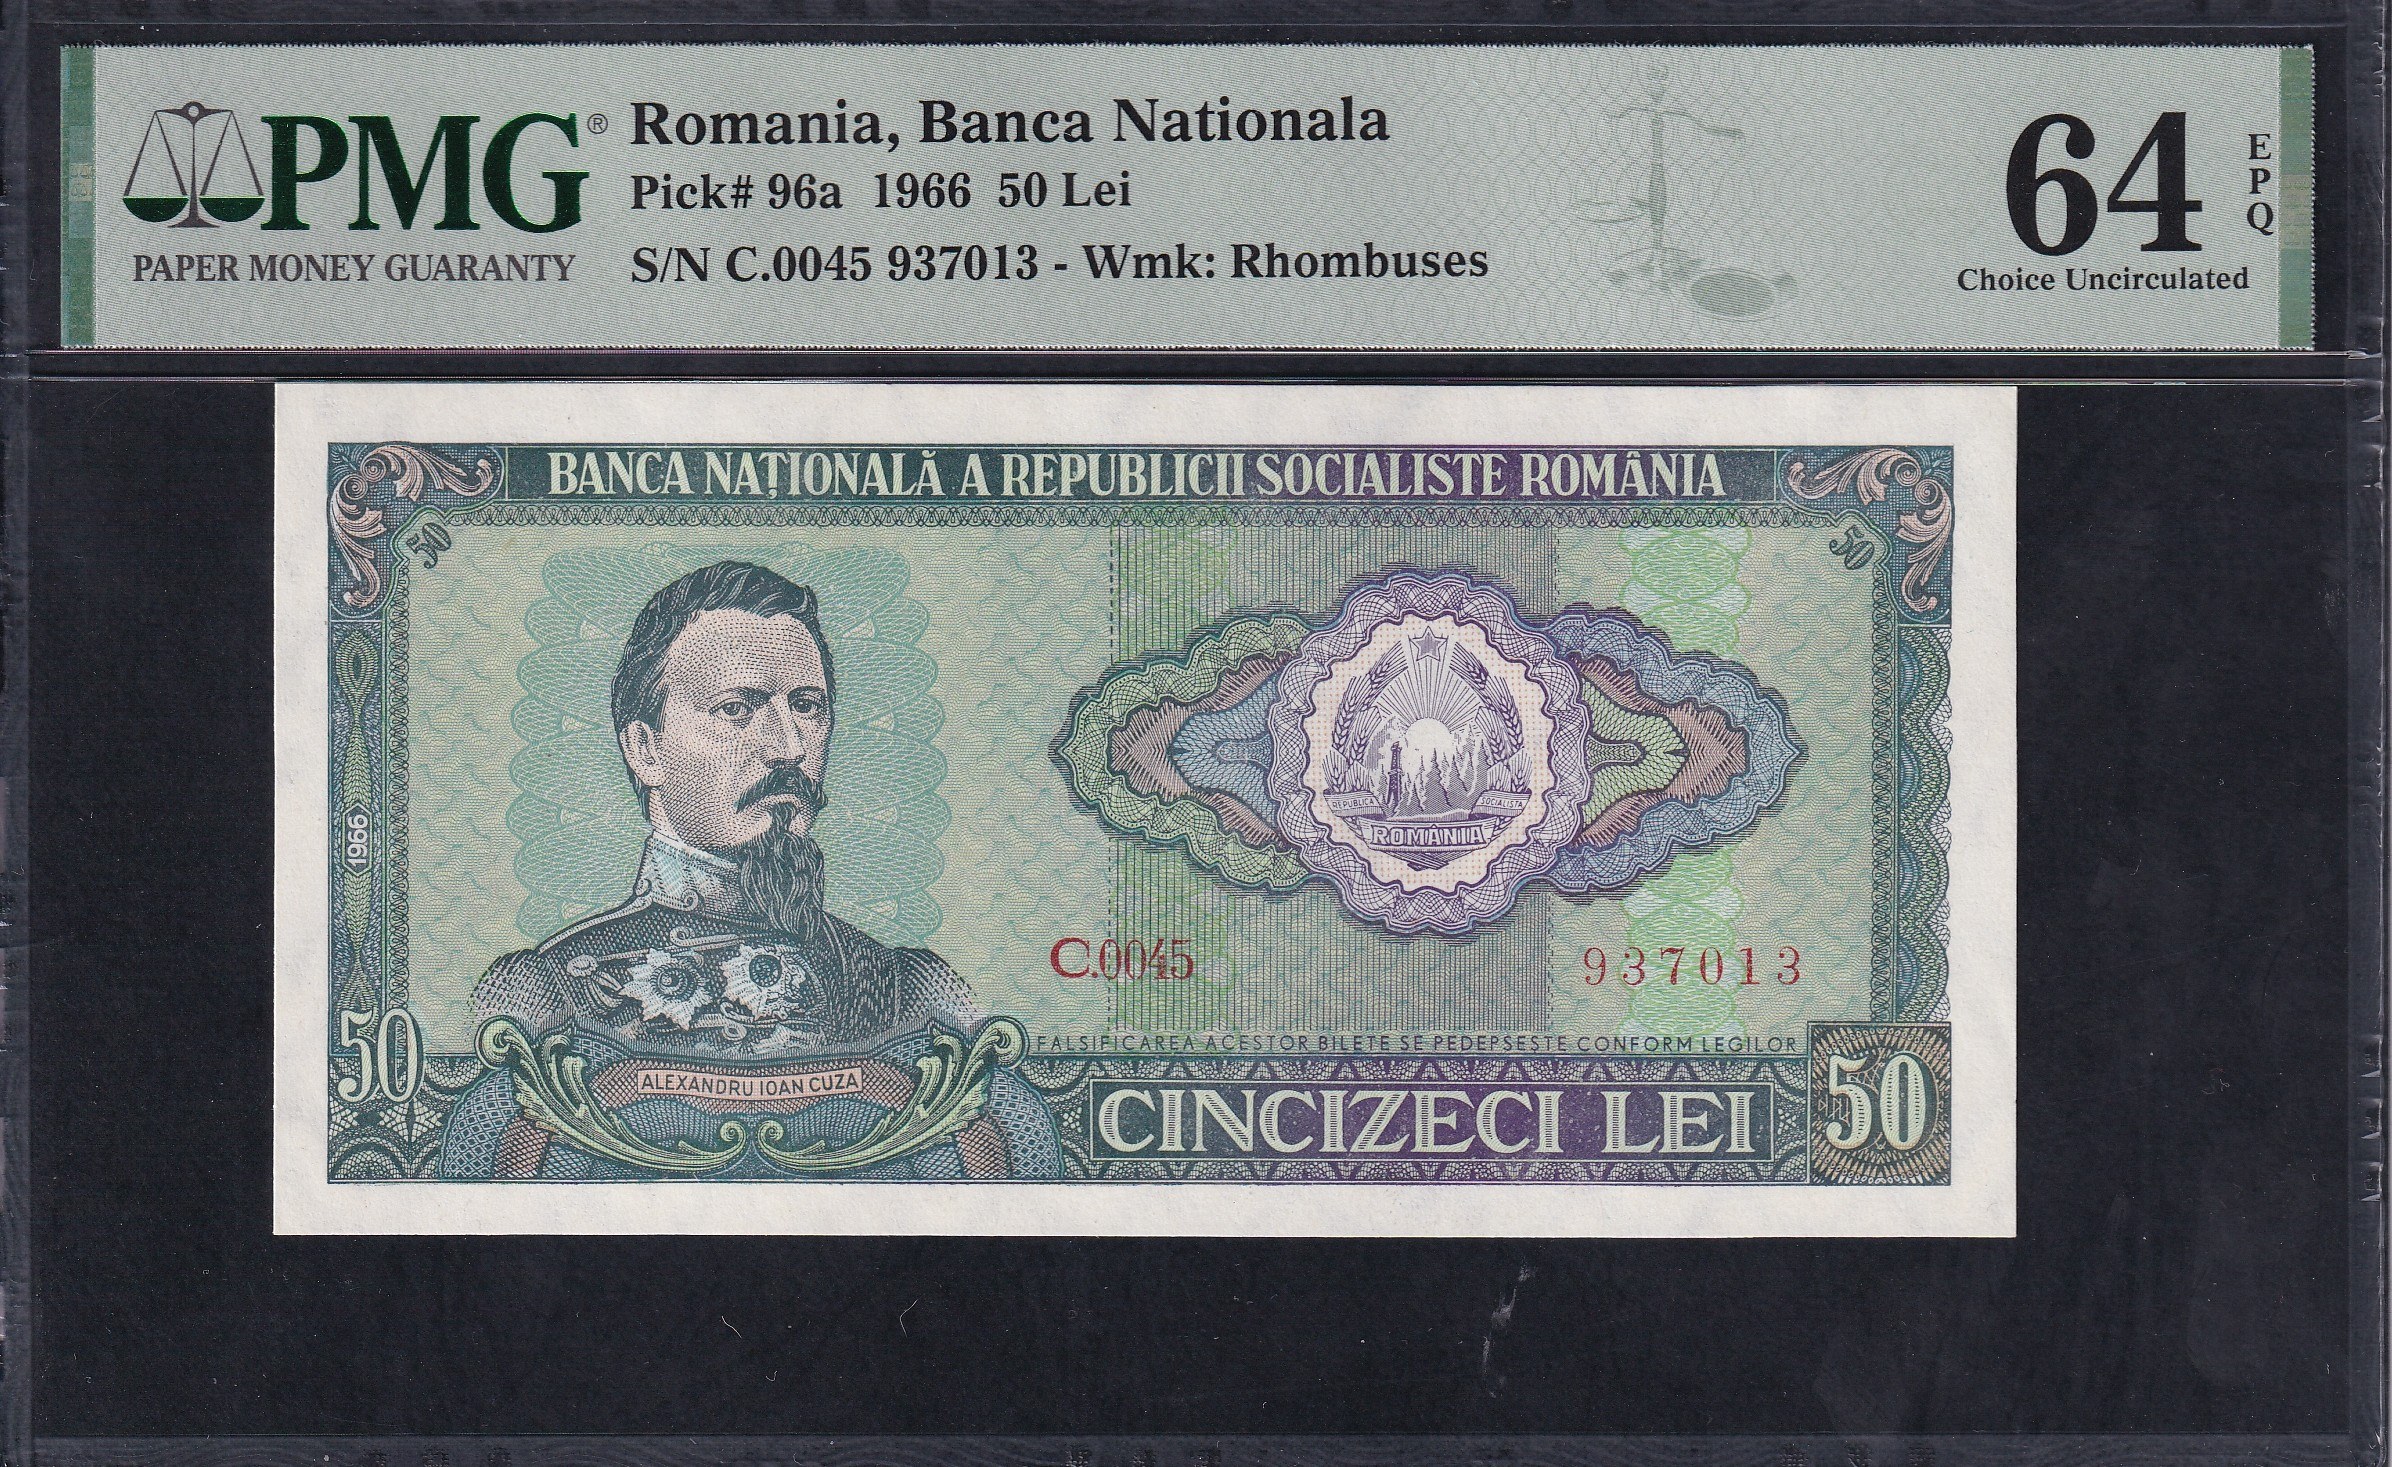 PMG®
PAPER MONEY GUARANTY
Romania, Banca Nationala
Pick# 96a 1966 50 Lei
S/N C.0045 937013 - Wmk: Rhombuses
64
EPQ
Choice Uncirculated
BANCA NAȚIONALĂ A REPUBLICII SOCIALISTE ROMÂNIA
50
50
1966
REPUBLICA SOCIALISTA
ROMÂNIA
C.0045
937013
FALSIFICAREA ACESTOR BILETE SE PEDEPSESTE CONFORM LEGILOR
50
ALEXANDRU IOAN CUZA
CINCIZECI LEI
50